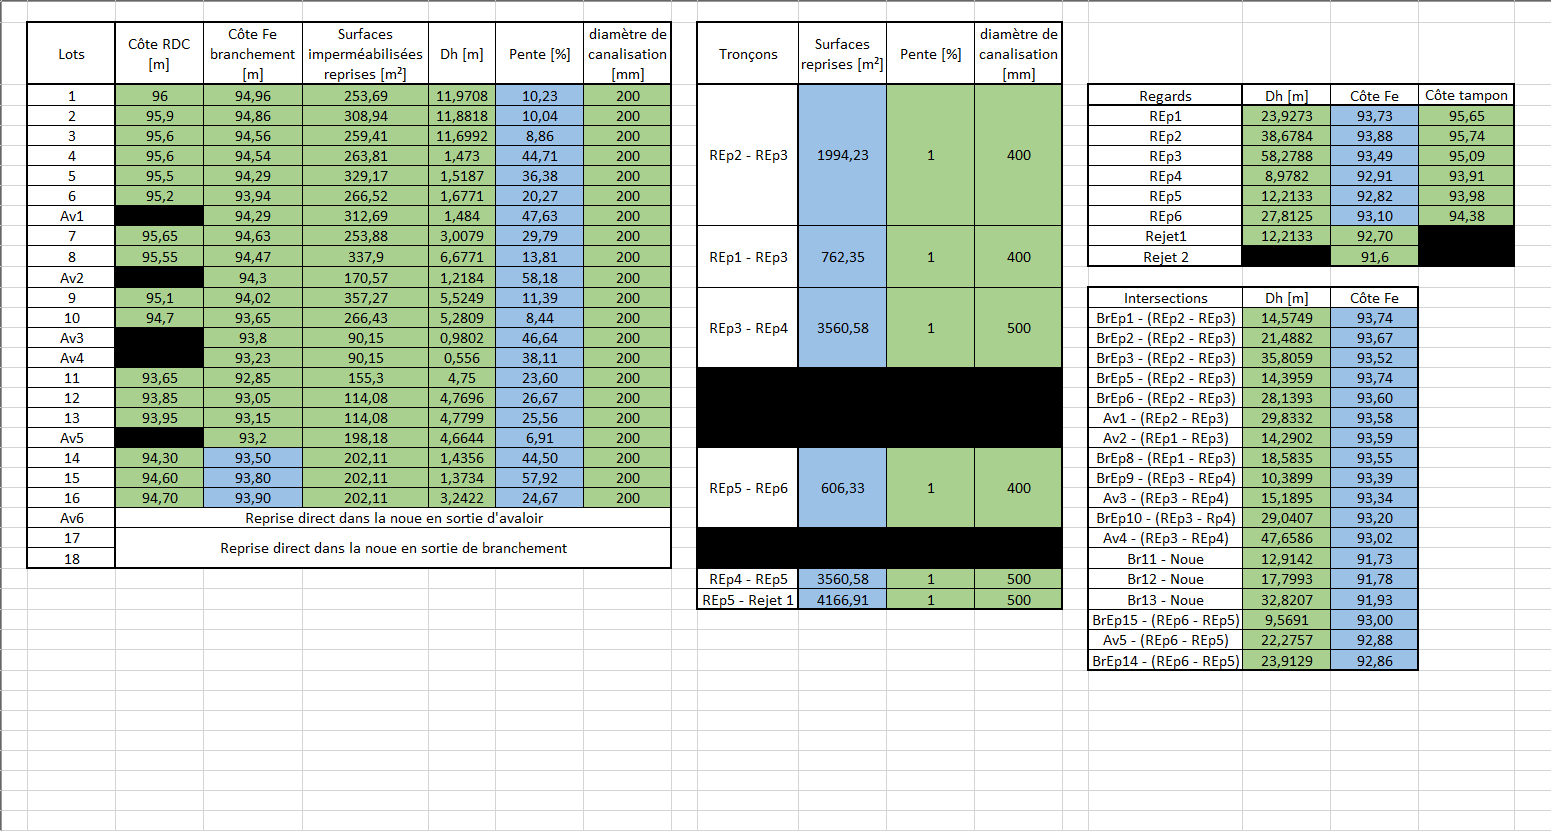 Lots	Côte RDC [m]	Côte Fe branchement [m]	Surfaces imperméabilisées reprises [m²]	Dh [m]	Pente [%]	diamètre de canalisation [mm]
1	96	94,96	253,69	11,9708	10,23	200
2	95,9	94,86	308,94	11,8818	10,04	200
3	95,6	94,56	259,41	11,6992	8,86	200
4	95,6	94,54	263,81	1,473	44,71	200
5	95,5	94,29	329,17	1,5187	36,38	200
6	95,2	93,94	266,52	1,6771	20,27	200
Av1	94,29	312,69	1,484	47,63	200
7	95,65	94,63	253,88	3,0079	29,79	200
8	95,55	94,47	337,9	6,6771	13,81	200
Av2	94,3	170,57	1,2184	58,18	200
9	95,1	94,02	357,27	5,5249	11,39	200
10	94,7	93,65	266,43	5,2809	8,44	200
Av3	93,8	90,15	0,9802	46,64	200
Av4	93,23	90,15	0,556	38,11	200
11	93,65	92,85	155,3	4,75	23,60	200
12	93,85	93,05	114,08	4,7696	26,67	200
13	93,95	93,15	114,08	4,7799	25,56	200
Av5	93,2	198,18	4,6644	6,91	200
14	94,30	93,50	202,11	1,4356	44,50	200
15	94,60	93,80	202,11	1,3734	57,92	200
16	94,70	93,90	202,11	3,2422	24,67	200
Av6	Reprise direct dans la noue en sortie d'avaloir
17
Reprise direct dans la noue en sortie de branchement
18
Tronçons	Surfaces reprises [m²]	Pente [%]	diamètre de canalisation [mm]
REp2 - REp3	1994,23	1	400
REp1 - REp3	762,35	1	400
REp3 - REp4	3560,58	1	500
REp5 - REp6	606,33	1	400
REp4 - REp5	3560,58	1	500
REp5 - Rejet 1	4166,91	1	500
Regards	Dh [m]	Côte Fe	Côte tampon
REp1	23,9273	93,73	95,65
REp2	38,6784	93,88	95,74
REp3	58,2788	93,49	95,09
REp4	8,9782	92,91	93,91
REp5	12,2133	92,82	93,98
REp6	27,8125	93,10	94,38
Rejet1	12,2133	92,70
Rejet 2	91,6
Intersections	Dh [m]	Côte Fe
BrEp1 - (REp2 - REp3)	14,5749	93,74
BrEp2 - (REp2 - REp3)	21,4882	93,67
BrEp3 - (REp2 - REp3)	35,8059	93,52
BrEp5 - (REp2 - REp3)	14,3959	93,74
BrEp6 - (REp2 - REp3)	28,1393	93,60
Av1 - (REp2 - REp3)	29,8332	93,58
Av2 - (REp1 - REp3)	14,2902	93,59
BrEp8 - (REp1 - REp3)	18,5835	93,55
BrEp9 - (REp3 - REp4)	10,3899	93,39
Av3 - (REp3 - REp4)	15,1895	93,34
BrEp10 - (REp3 - Rp4)	29,0407	93,20
Av4 - (REp3 - REp4)	47,6586	93,02
Br11 - Noue	12,9142	91,73
Br12 - Noue	17,7993	91,78
Br13 - Noue	32,8207	91,93
BrEp15 - (REp6 - REp5)	9,5691	93,00
Av5 - (REp6 - REp5)	22,2757	92,88
BrEp14 - (REp6 - REp5)	23,9129	92,86